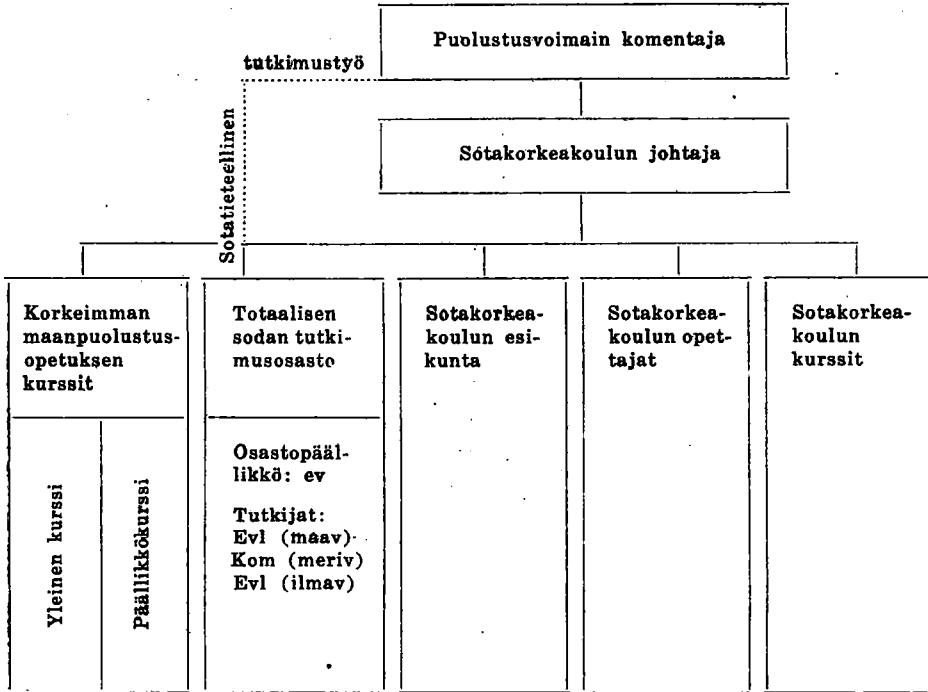 Puolustusvoimain komentaja
tutkimustyö
Sotatieteellinen
Sótakorkeakoulun johtaja
Korkeimman
maanpuolustus-
opetuksen
kurssit
Yleinen kurssi
Päällikkökurssi
Totaalisen
sodan tutki-
musosasto
Osastopääl-
likkö: ev
Tutkijat:
Evl (maav)
Kom (meriv)
Evl (ilmav)
Sotakorkea-
koulun esi-
kunta
Sotakorkea-
koulun opet-
tajat
Sotakorkea-
koulun
kurssit